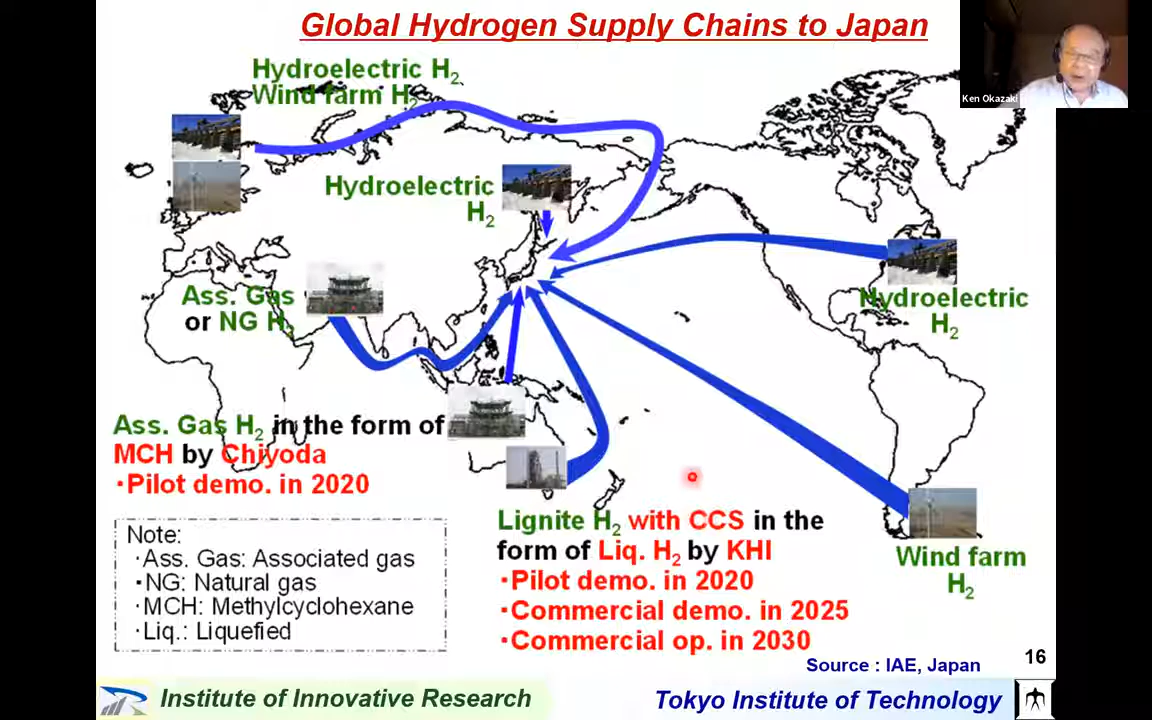 Global Hydrogen Supply Chains to Japan
Ken Okazaki
Hydroelectric H₂
Wind farm H₂
Hydroelectric
H₂
Ass. Gas
or NG H₂
Hydroelectric
H₂
Ass. Gas H₂ in the form of
MCH by Chiyoda
・Pilot demo. in 2020
Note:
・Ass. Gas: Associated gas
・NG: Natural gas
・MCH: Methylcyclohexane
・Liq.: Liquefied
Lignite H₂ with CCS in the
form of Liq. H₂ by KHI
・Pilot demo. in 2020
・Commercial demo. in 2025
・Commercial op. in 2030
Wind farm
H₂
Source : IAE, Japan
16
Institute of Innovative Research
Tokyo Institute of Technology